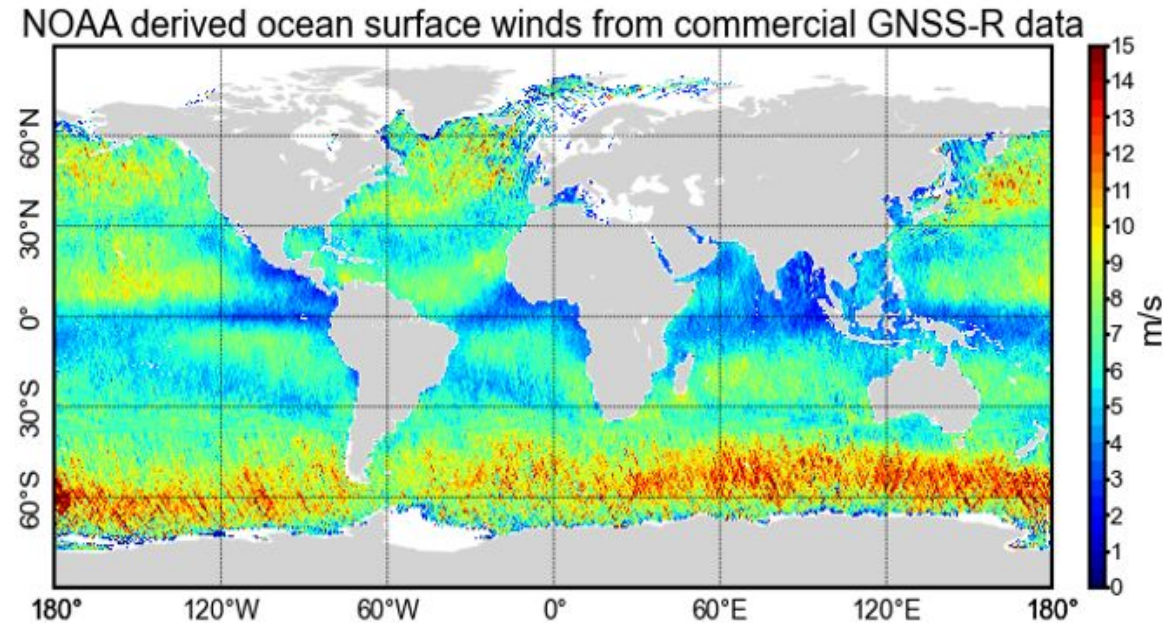 NOAA derived ocean surface winds from commercial GNSS-R data
60°N
30°N
0°
30°S
60°S
180°
120°W
60°W
0°
60°E
120°E
180°
15
14
13
12
11
10
9
8
7
6
5
4
3
2
1
0
m/s